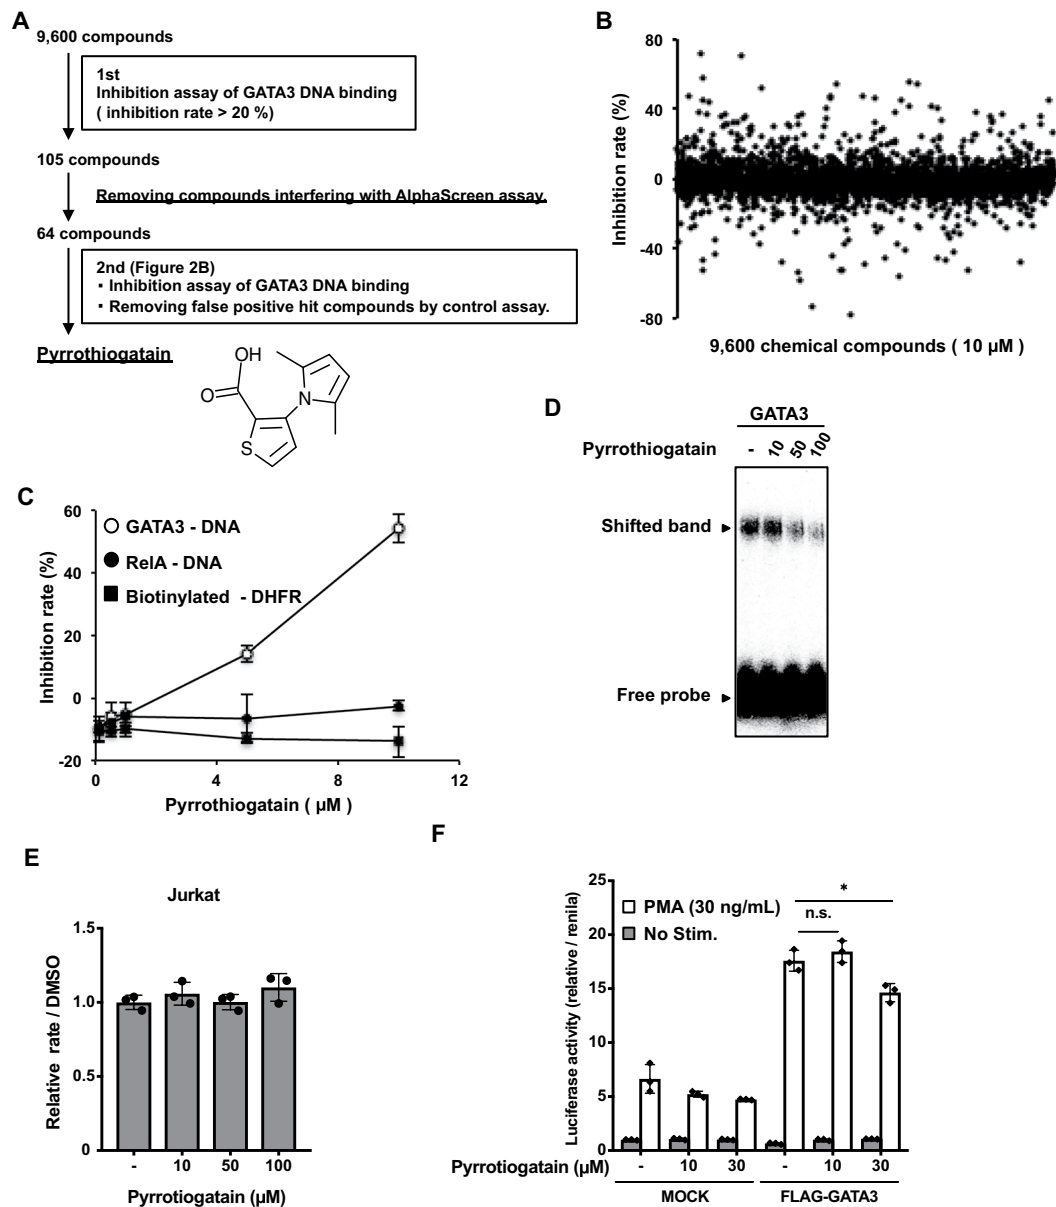 A
9,600 compounds
1st
Inhibition assay of GATA3 DNA binding
( inhibition rate > 20 %)
105 compounds
Removing compounds interfering with AlphaScreen assay.
64 compounds
2nd (Figure 2B)
・Inhibition assay of GATA3 DNA binding
・Removing false positive hit compounds by control assay.
Pyrrothiogatain
OH
O
N
S
B
Inhibition rate (%)
80
40
0
-40
-80
9,600 chemical compounds ( 10 µM )
C
Inhibition rate (%)
60
40
20
0
-20
GATA3 - DNA
RelA - DNA
Biotinylated - DHFR
0 4 8 12
Pyrrothiogatain ( µM )
D
GATA3
Pyrrothiogatain - 10 50 100
Shifted band
Free probe
E
Jurkat
Relative rate / DMSO
1.5
1.0
0.5
0
- 10 50 100
Pyrrotiogatain (µM)
F
Luciferase activity (relative / renila)
25
20
15
10
5
0
PMA (30 ng/mL)
No Stim.
*
n.s.
Pyrrotiogatain (µM) - 10 30 - 10 30
MOCK FLAG-GATA3